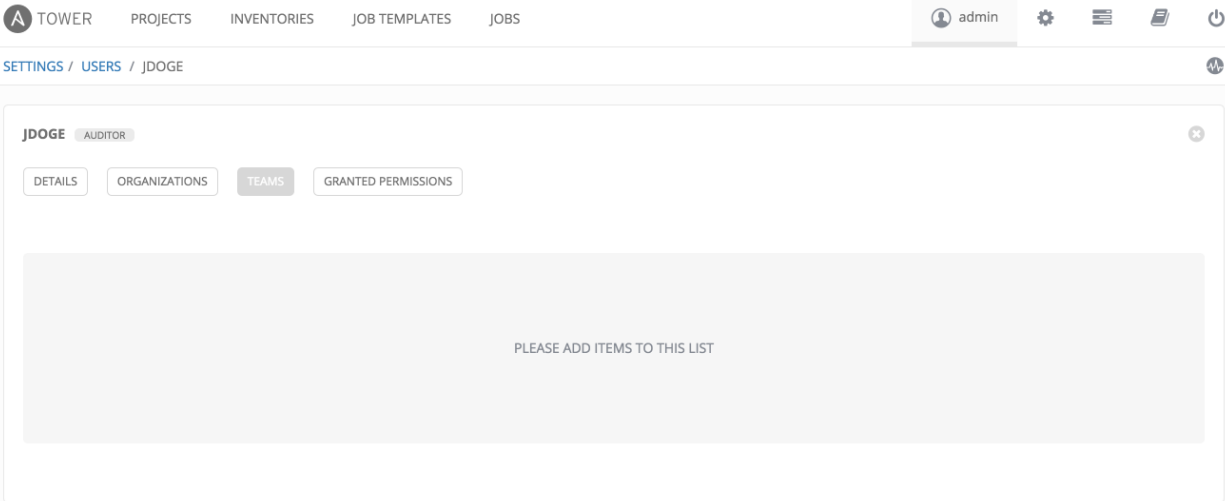 A TOWER PROJECTS INVENTORIES JOB TEMPLATES JOBS admin
SETTINGS / USERS / JDOGE
JDOGE AUDITOR
DETAILS ORGANIZATIONS TEAMS GRANTED PERMISSIONS
PLEASE ADD ITEMS TO THIS LIST